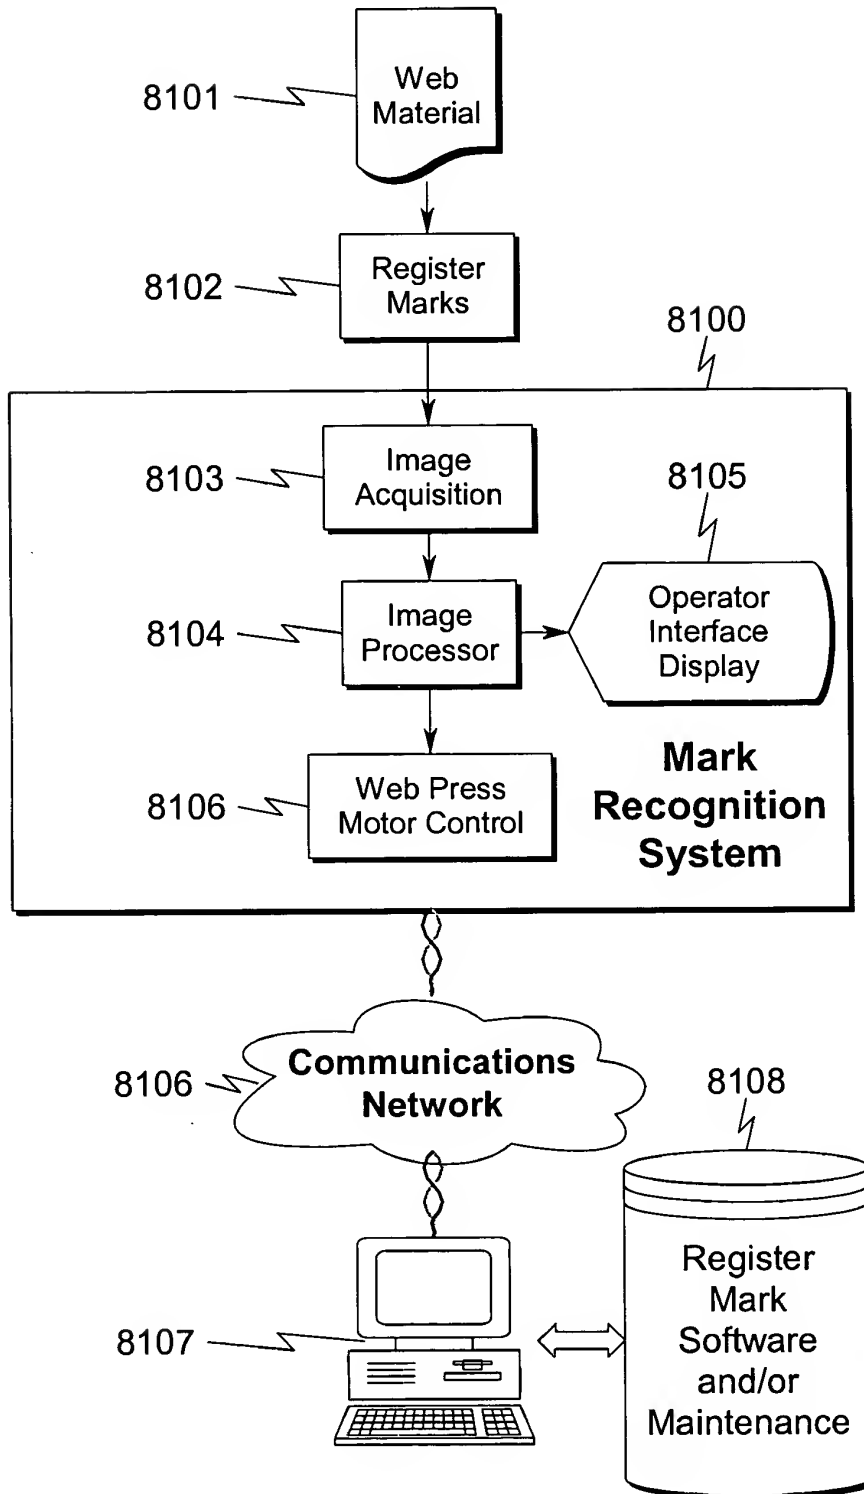 8101
Web
Material
8102
Register
Marks
8100
8103
Image
Acquisition
8105
8104
Image
Processor
Operator
Interface
Display
8106
Web Press
Motor Control
Mark
Recognition
System
8106
Communications
Network
8108
8107
Register
Mark
Software
and/or
Maintenance